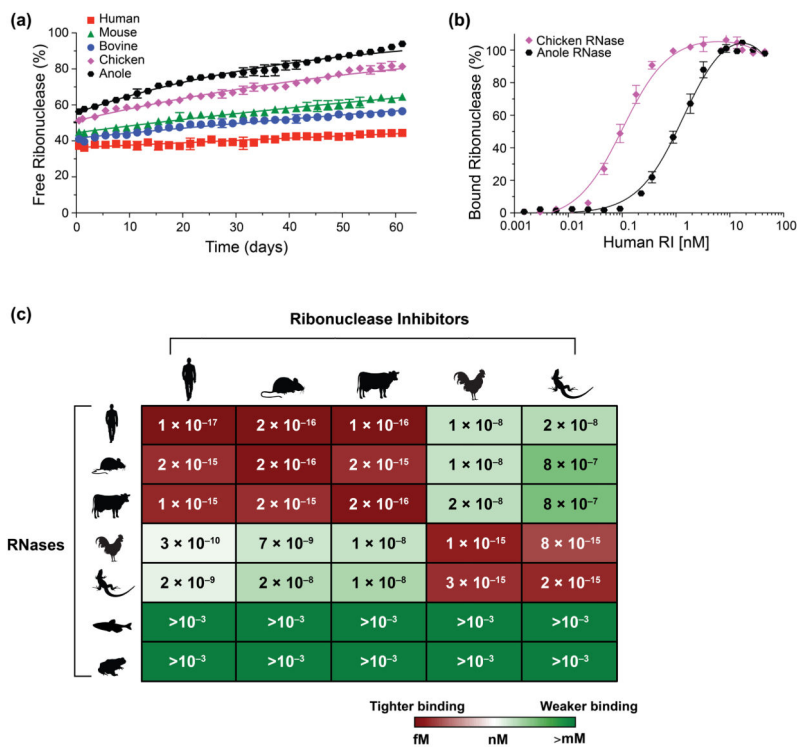 (a)
Human
Mouse
Bovine
Chicken
Anole
Free Ribonuclease (%)
100
80
60
40
20
0
0 10 20 30 40 50 60
Time (days)
(b)
Chicken RNase
Anole RNase
Bound Ribonuclease (%)
100
80
60
40
20
0
0.001 0.01 0.1 1 10 100
Human RI [nM]
(c)
Ribonuclease Inhibitors
RNases
1 × 10⁻¹⁷ 2 × 10⁻¹⁶ 1 × 10⁻¹⁶ 1 × 10⁻⁸ 2 × 10⁻⁸
2 × 10⁻¹⁵ 2 × 10⁻¹⁶ 2 × 10⁻¹⁵ 1 × 10⁻⁸ 8 × 10⁻⁷
1 × 10⁻¹⁵ 2 × 10⁻¹⁵ 2 × 10⁻¹⁶ 2 × 10⁻⁸ 8 × 10⁻⁷
3 × 10⁻¹⁰ 7 × 10⁻⁹ 1 × 10⁻⁸ 1 × 10⁻¹⁵ 8 × 10⁻¹⁵
2 × 10⁻⁹ 2 × 10⁻⁸ 1 × 10⁻⁸ 3 × 10⁻¹⁵ 2 × 10⁻¹⁵
>10⁻³ >10⁻³ >10⁻³ >10⁻³ >10⁻³
>10⁻³ >10⁻³ >10⁻³ >10⁻³ >10⁻³
Tighter binding Weaker binding
fM nM >mM